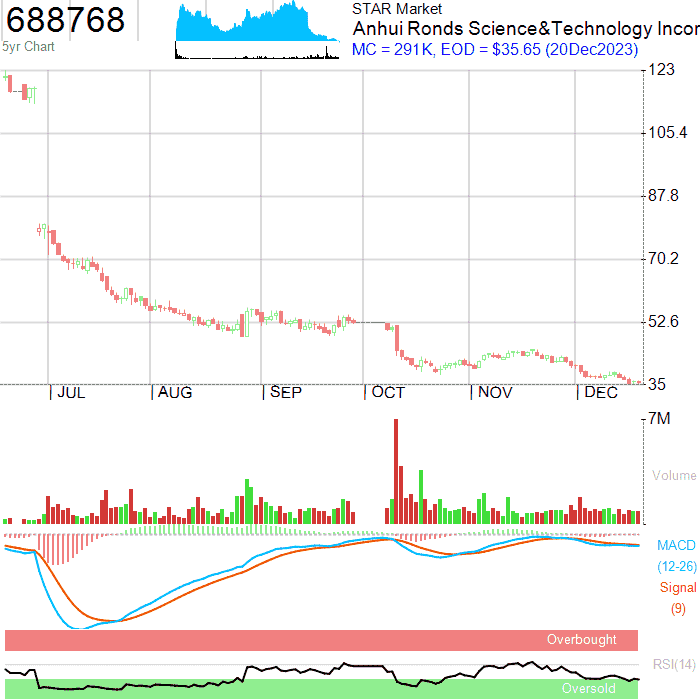 688768
5yr Chart
STAR Market
Anhui Ronds Science&Technology Incor
MC = 291K, EOD = $35.65 (20Dec2023)
123
105.4
87.8
70.2
52.6
35
JUL AUG SEP OCT NOV DEC
7M
Volume
MACD
(12-26)
Signal
(9)
Overbought
RSI(14)
Oversold